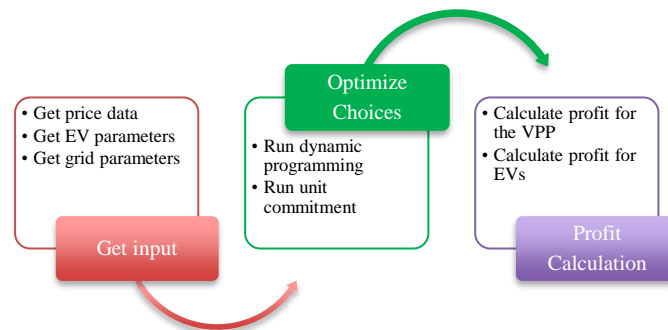 • Get price data
• Get EV parameters
• Get grid parameters
Get input
Optimize
Choices
• Run dynamic
programming
• Run unit
commitment
• Calculate profit for
the VPP
• Calculate profit for
EVs
Profit
Calculation